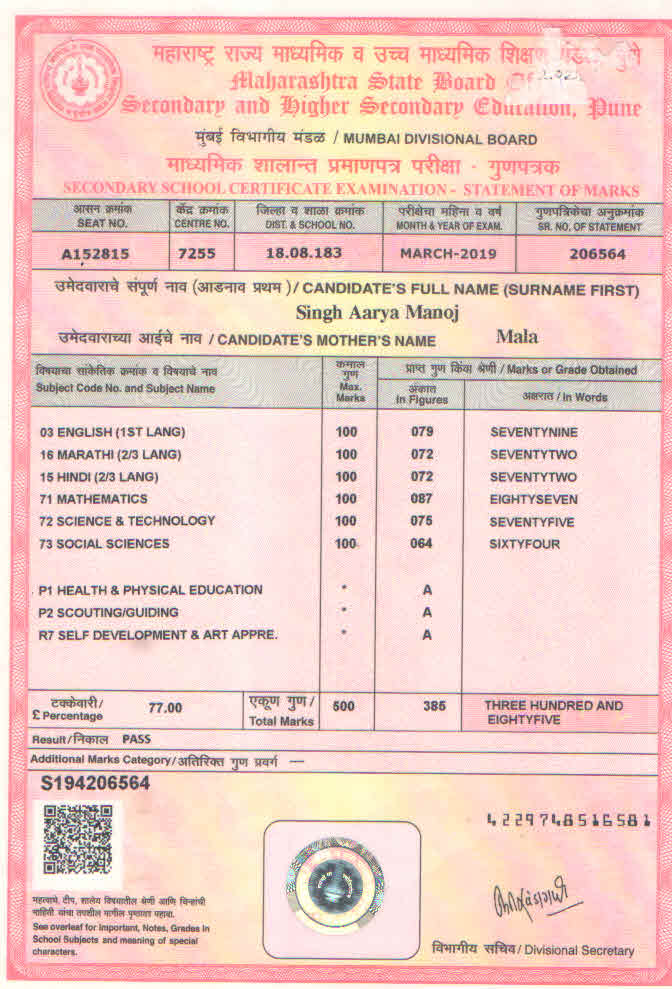 महाराष्ट्र राज्य माध्यमिक व उच्च माध्यमिक शिक्षण मंडळ, पुणे
Maharashtra State Board Of
Secondary and Higher Secondary Education, Pune
मुंबई विभागीय मंडळ / MUMBAI DIVISIONAL BOARD
माध्यमिक शालान्त प्रमाणपत्र परीक्षा - गुणपत्रक
SECONDARY SCHOOL CERTIFICATE EXAMINATION - STATEMENT OF MARKS
आसन क्रमांक केंद्र क्रमांक जिल्हा व शाळा क्रमांक परीक्षेचा महिना व वर्ष गुणपत्रिकेचा अनुक्रमांक
SEAT NO. CENTRE NO. DIST. & SCHOOL NO. MONTH & YEAR OF EXAM. SR. NO. OF STATEMENT
A152815 7255 18.08.183 MARCH-2019 206564
उमेदवाराचे संपूर्ण नाव (आडनाव प्रथम) / CANDIDATE'S FULL NAME (SURNAME FIRST)
Singh Aarya Manoj
उमेदवाराच्या आईचे नाव / CANDIDATE'S MOTHER'S NAME Mala
विषयाचा सांकेतिक क्रमांक व विषयाचे नाव कमाल गुण प्राप्त गुण किंवा श्रेणी / Marks or Grade Obtained
Subject Code No. and Subject Name Max. Marks अंकात In Figures अक्षरात / In Words
03 ENGLISH (1ST LANG) 100 079 SEVENTYNINE
16 MARATHI (2/3 LANG) 100 072 SEVENTYTWO
15 HINDI (2/3 LANG) 100 072 SEVENTYTWO
71 MATHEMATICS 100 087 EIGHTYSEVEN
72 SCIENCE & TECHNOLOGY 100 075 SEVENTYFIVE
73 SOCIAL SCIENCES 100 064 SIXTYFOUR
P1 HEALTH & PHYSICAL EDUCATION * A
P2 SCOUTING/GUIDING * A
R7 SELF DEVELOPMENT & ART APPRE. * A
टक्केवारी/ £ Percentage 77.00 एकूण गुण / Total Marks 500 385 THREE HUNDRED AND EIGHTYFIVE
Result/निकाल PASS
Additional Marks Category/अतिरिक्त गुण प्रवर्ग —
S194206564
4229748516581
महत्वाचे, टीप, शालेय विषयातील श्रेणी आणि चिन्हांची
माहिती यांचा तपशील मागील पृष्ठावर पहावा.
See overleaf for Important, Notes, Grades in
School Subjects and meaning of special
characters.
विभागीय सचिव / Divisional Secretary